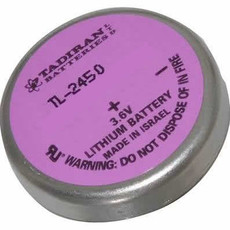 TADIRAN
BATTERIES
TL-2450
+
-
3.6V
LITHIUM BATTERY
MADE IN ISRAEL
WARNING: DO NOT DISPOSE OF IN FIRE